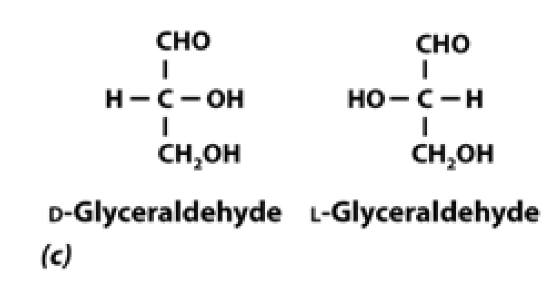 CHO CHO
| |
H – C – OH HO – C – H
| |
CH₂OH CH₂OH
D-Glyceraldehyde L-Glyceraldehyde
(c)